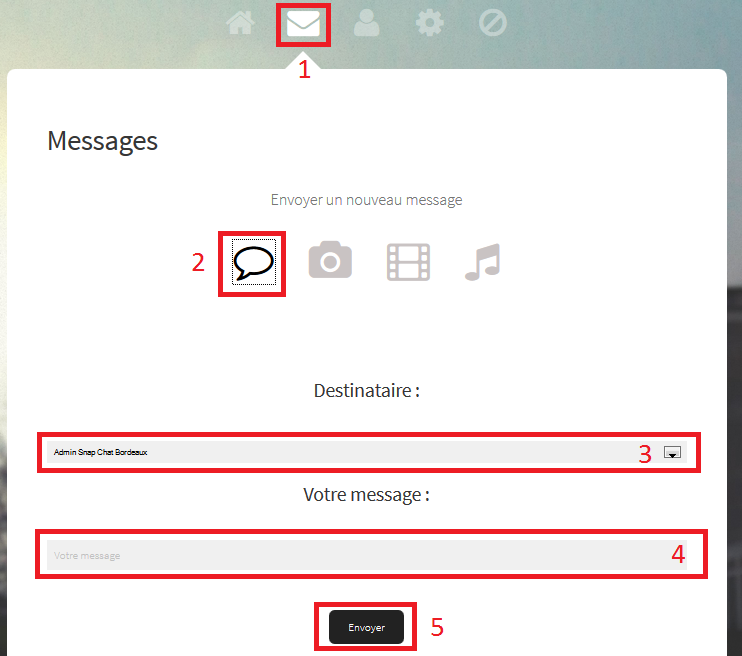 1
Messages
Envoyer un nouveau message
2
Destinataire :
Admin Snap Chat Bordeaux 3
Votre message :
Votre message 4
Envoyer 5